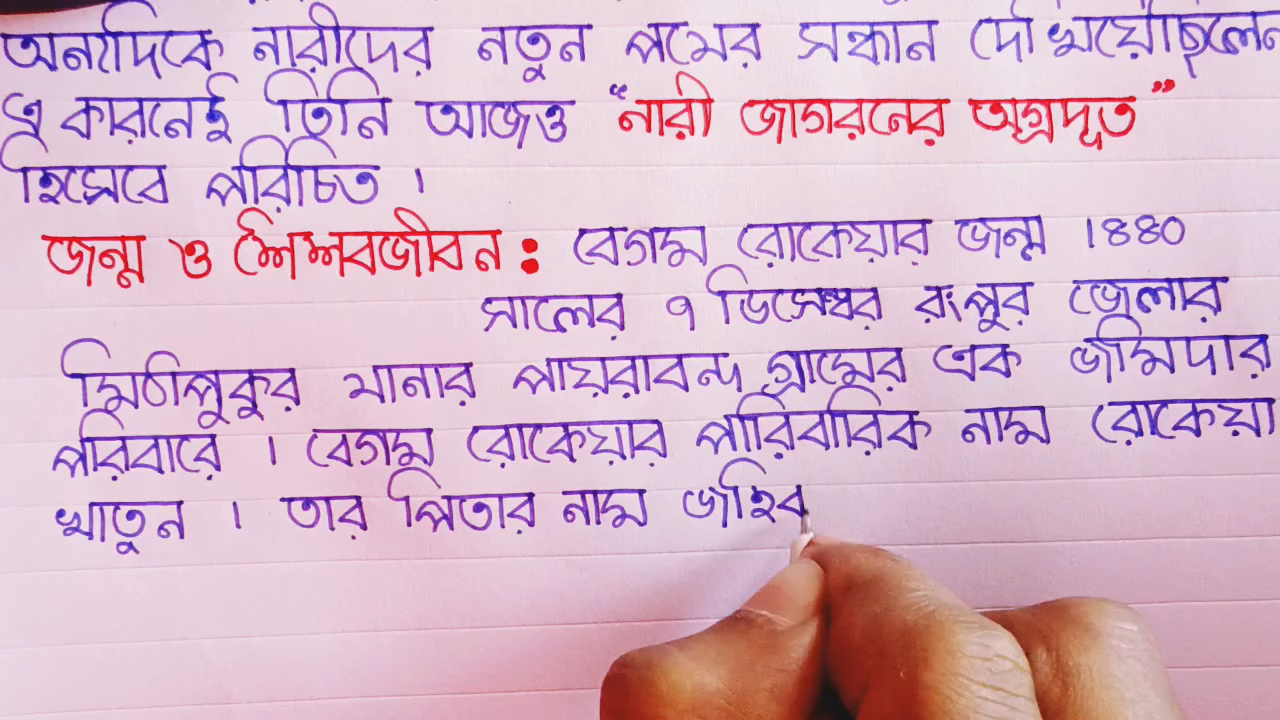 অন্যদিকে নারীদের নতুন পথের সন্ধান দেখিয়েছিলেন
এ কারনেই তিনি আজও “নারী জাগরনের অগ্রদূত”
হিসেবে পরিচিত ।
জন্ম ও শৈশবজীবন : বেগম রোকেয়ার জন্ম ১৪৪০
সালের ৭ ডিসেম্বর রংপুর জেলার
মিঠাপুকুর থানার পায়রাবন্দ গ্রামের এক জমিদার
পরিবারে । বেগম রোকেয়ার পারিবারিক নাম রোকেয়া
খাতুন । তার পিতার নাম জহিব